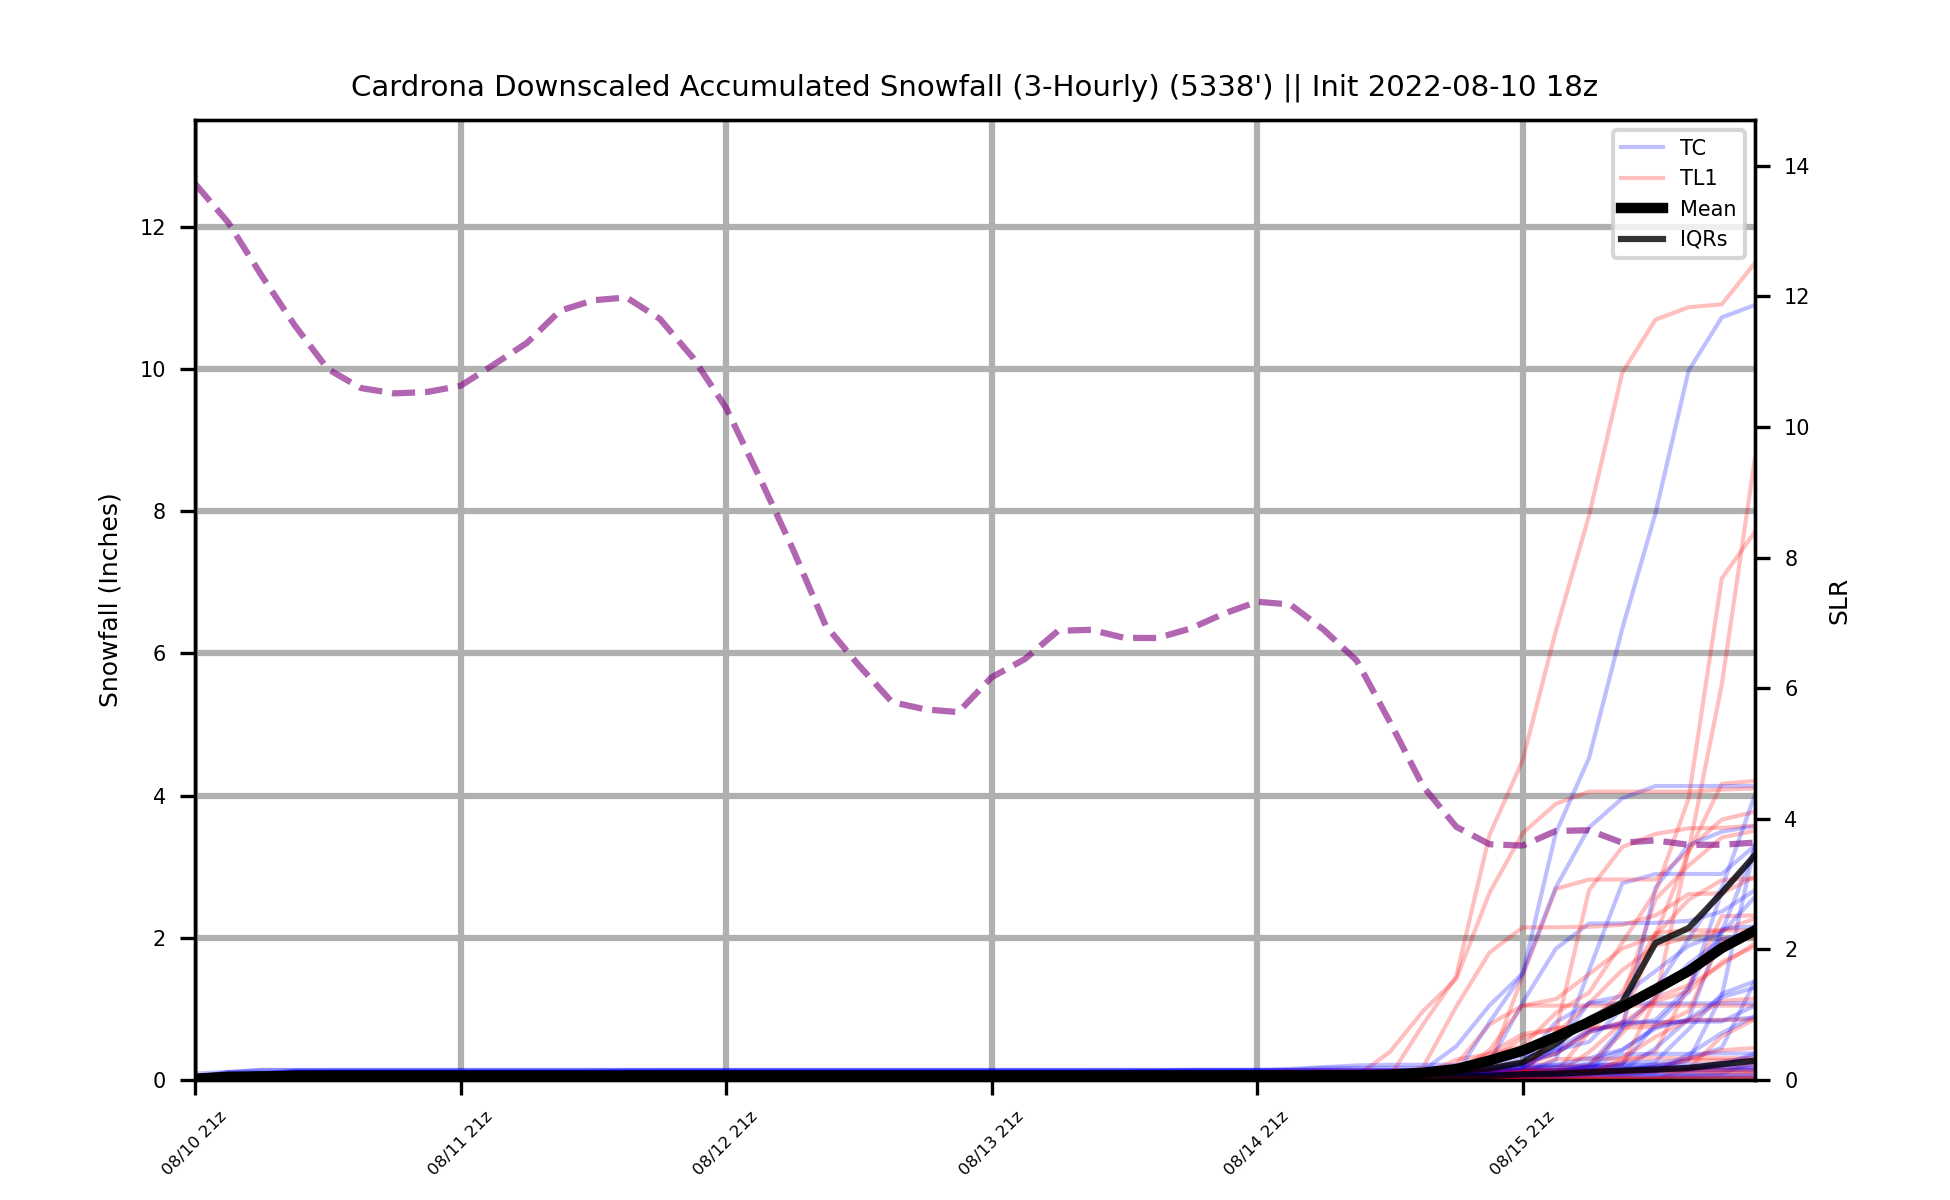 Cardrona Downscaled Accumulated Snowfall (3-Hourly) (5338') || Init 2022-08-10 18z
TC
TL1
Mean
IQRs
12
10
8
6
4
2
0
Snowfall (Inches)
14
12
10
8
6
4
2
0
SLR
08/10 21z
08/11 21z
08/12 21z
08/13 21z
08/14 21z
08/15 21z